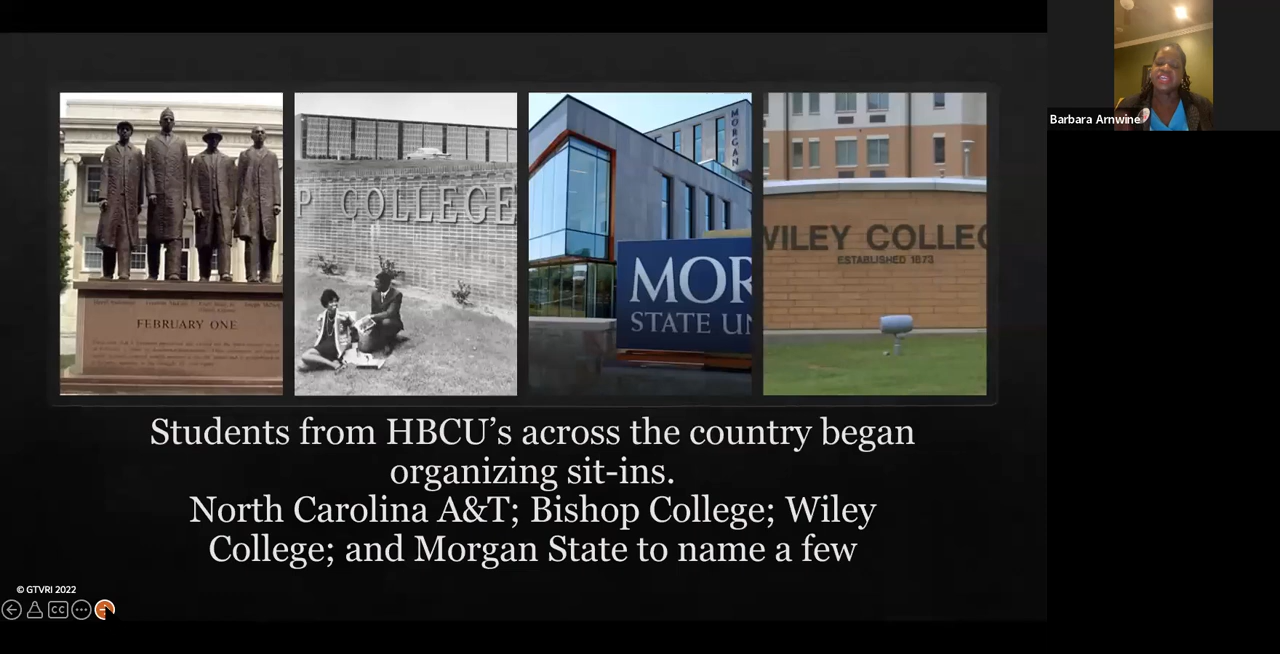 Barbara Arnwine
FEBRUARY ONE
P COLLEGE
MORGAN
MOR
STATE UN
WILEY COLLEG
ESTABLISHED 1873
Students from HBCU’s across the country began
organizing sit-ins.
North Carolina A&T; Bishop College; Wiley
College; and Morgan State to name a few
© GTVRI 2022
CC